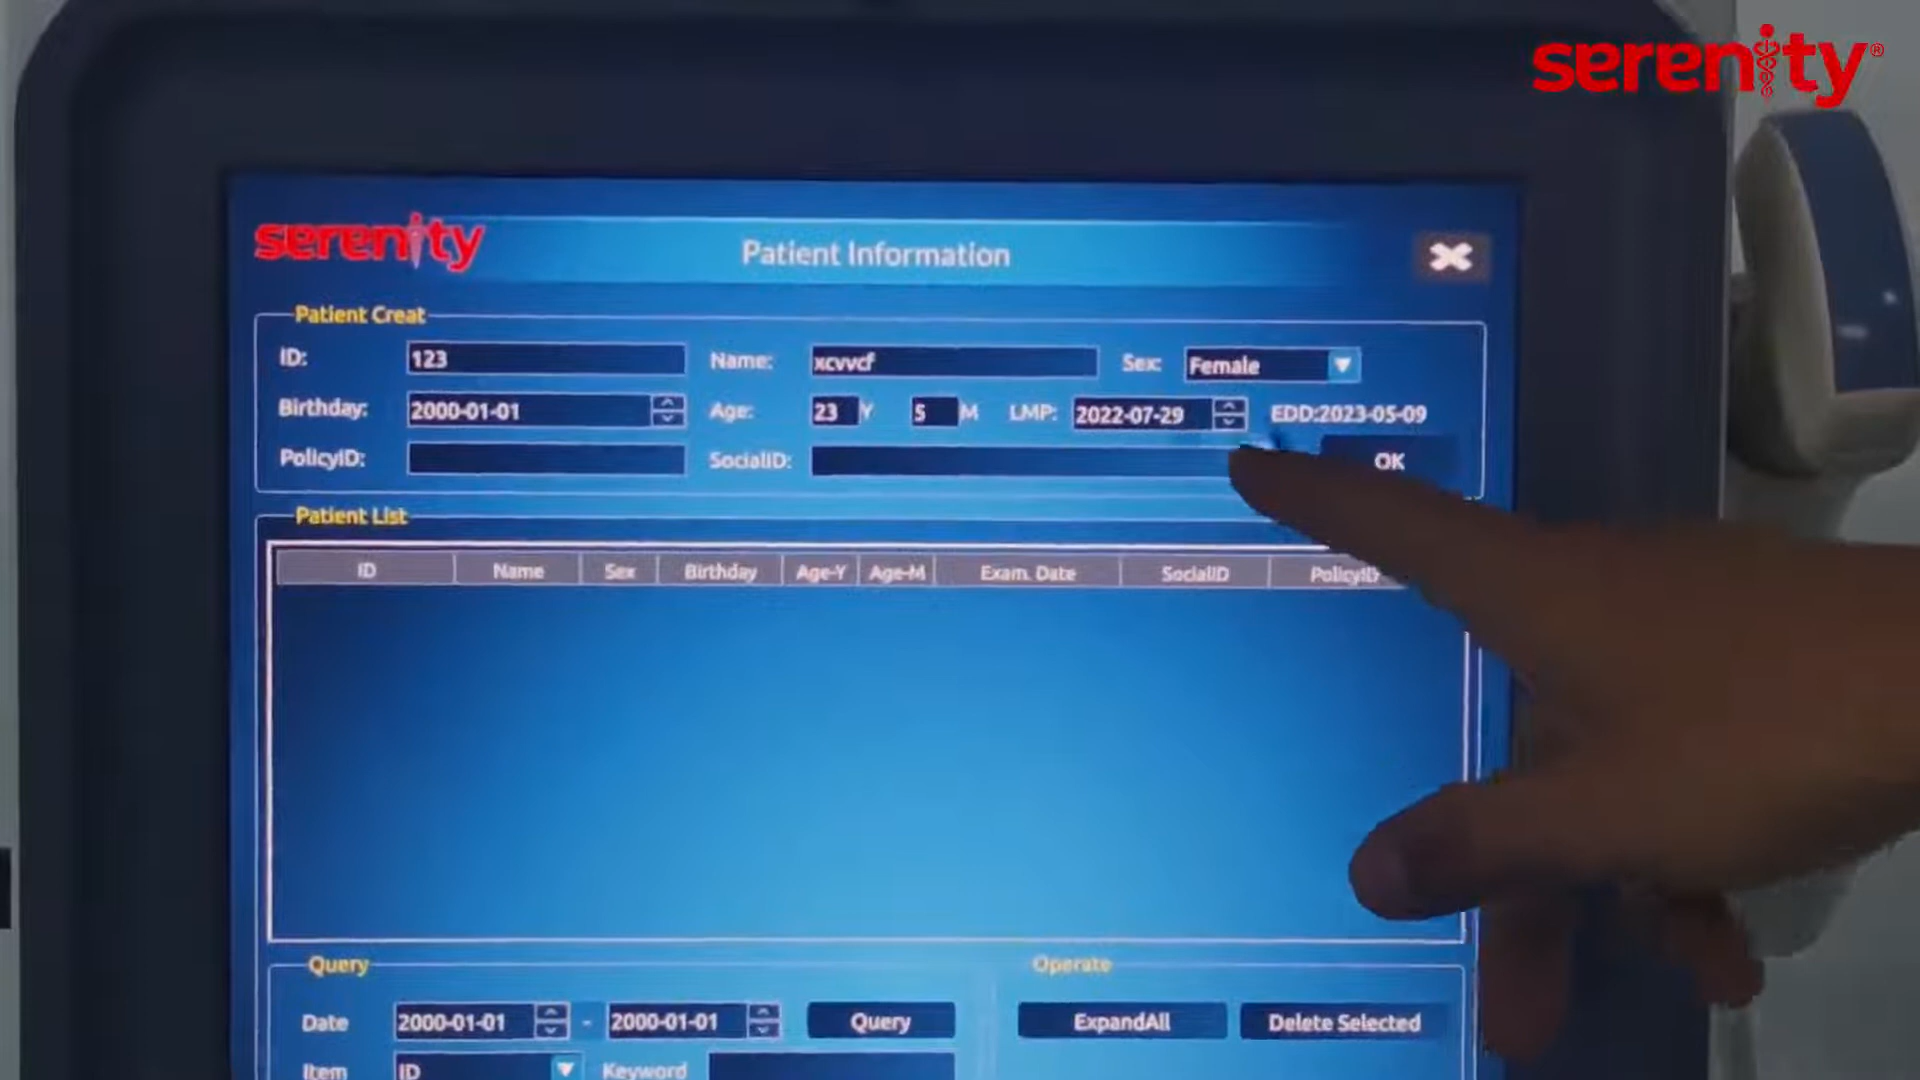 serenity®
serenity
Patient Information
Patient Creat
ID: 123 Name: xcvvcf Sex: Female
Birthday: 2000-01-01 Age: 23 Y 5 M LMP: 2022-07-29 EDD:2023-05-09
PolicyID: SocialID: OK
Patient List
ID Name Sex Birthday Age-Y Age-M Exam. Date SocialID PolicyID
Query Operate
Date 2000-01-01 - 2000-01-01 Query ExpandAll Delete Selected
Item ID Keyword